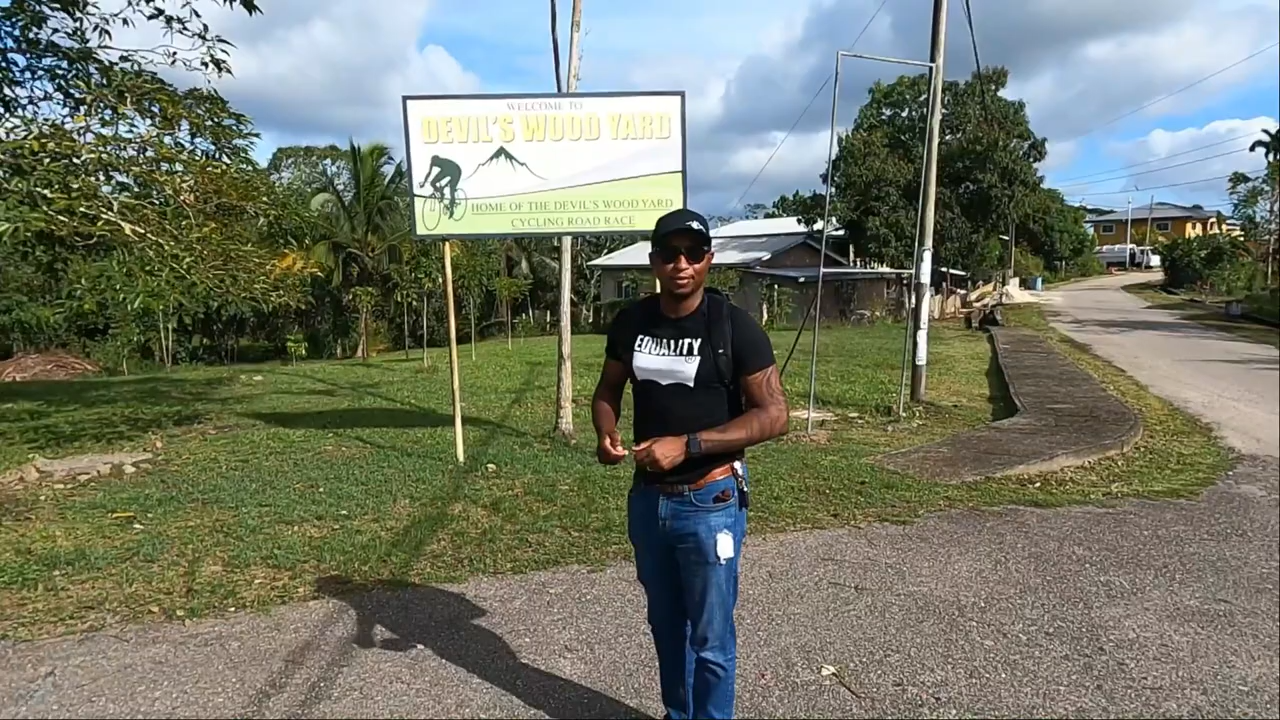 WELCOME TO
DEVIL'S WOOD YARD
HOME OF THE DEVIL'S WOOD YARD
CYCLING ROAD RACE
EQUALITY
®